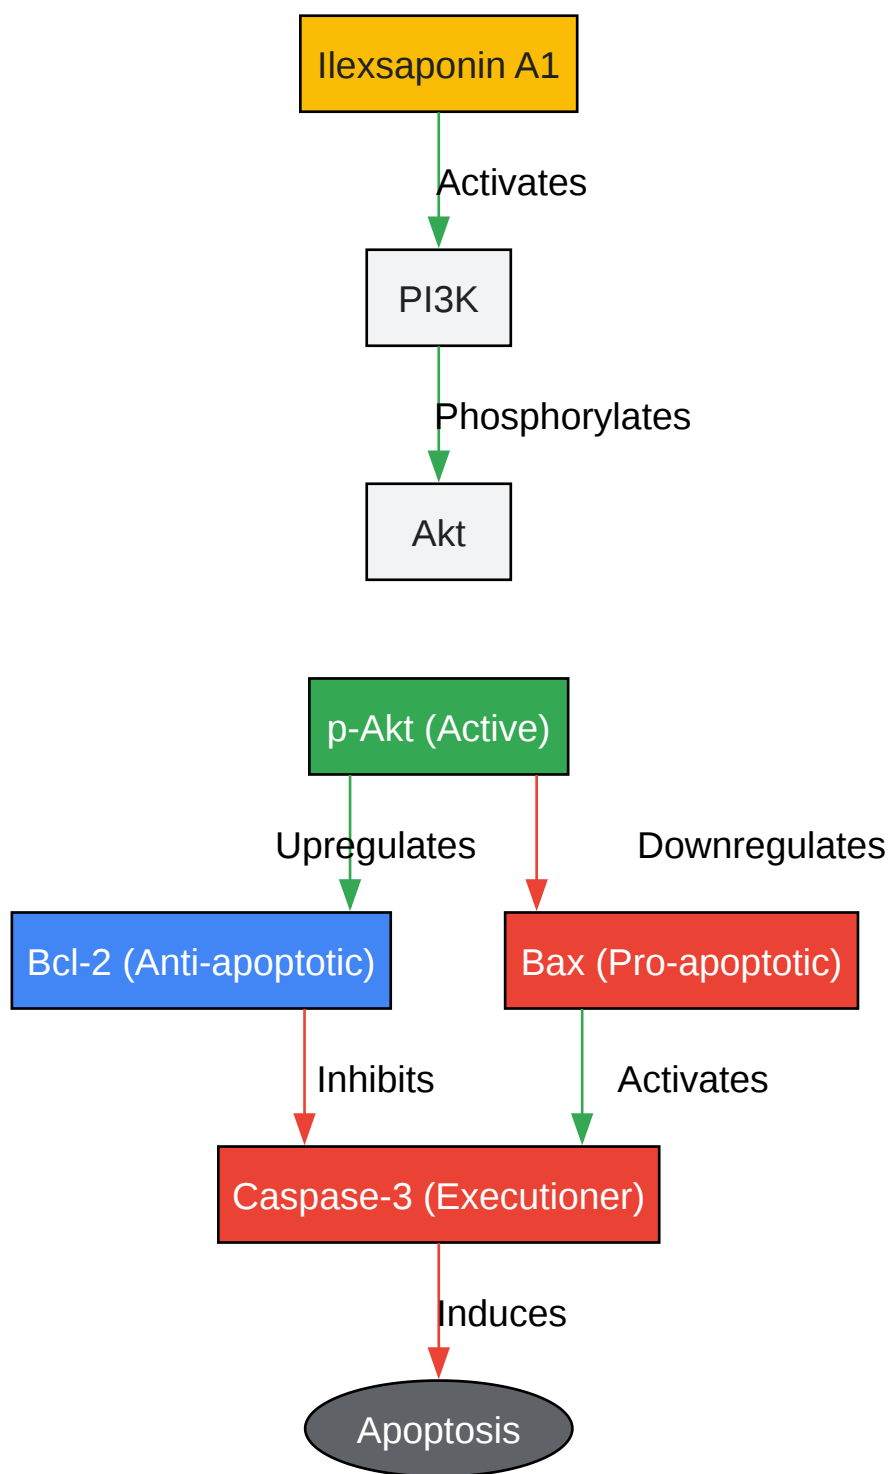 Ilexsaponin A1
Activates
PI3K
Phosphorylates
Akt
p-Akt (Active)
Upregulates
Downregulates
Bcl-2 (Anti-apoptotic)
Bax (Pro-apoptotic)
Inhibits
Activates
Caspase-3 (Executioner)
Induces
Apoptosis